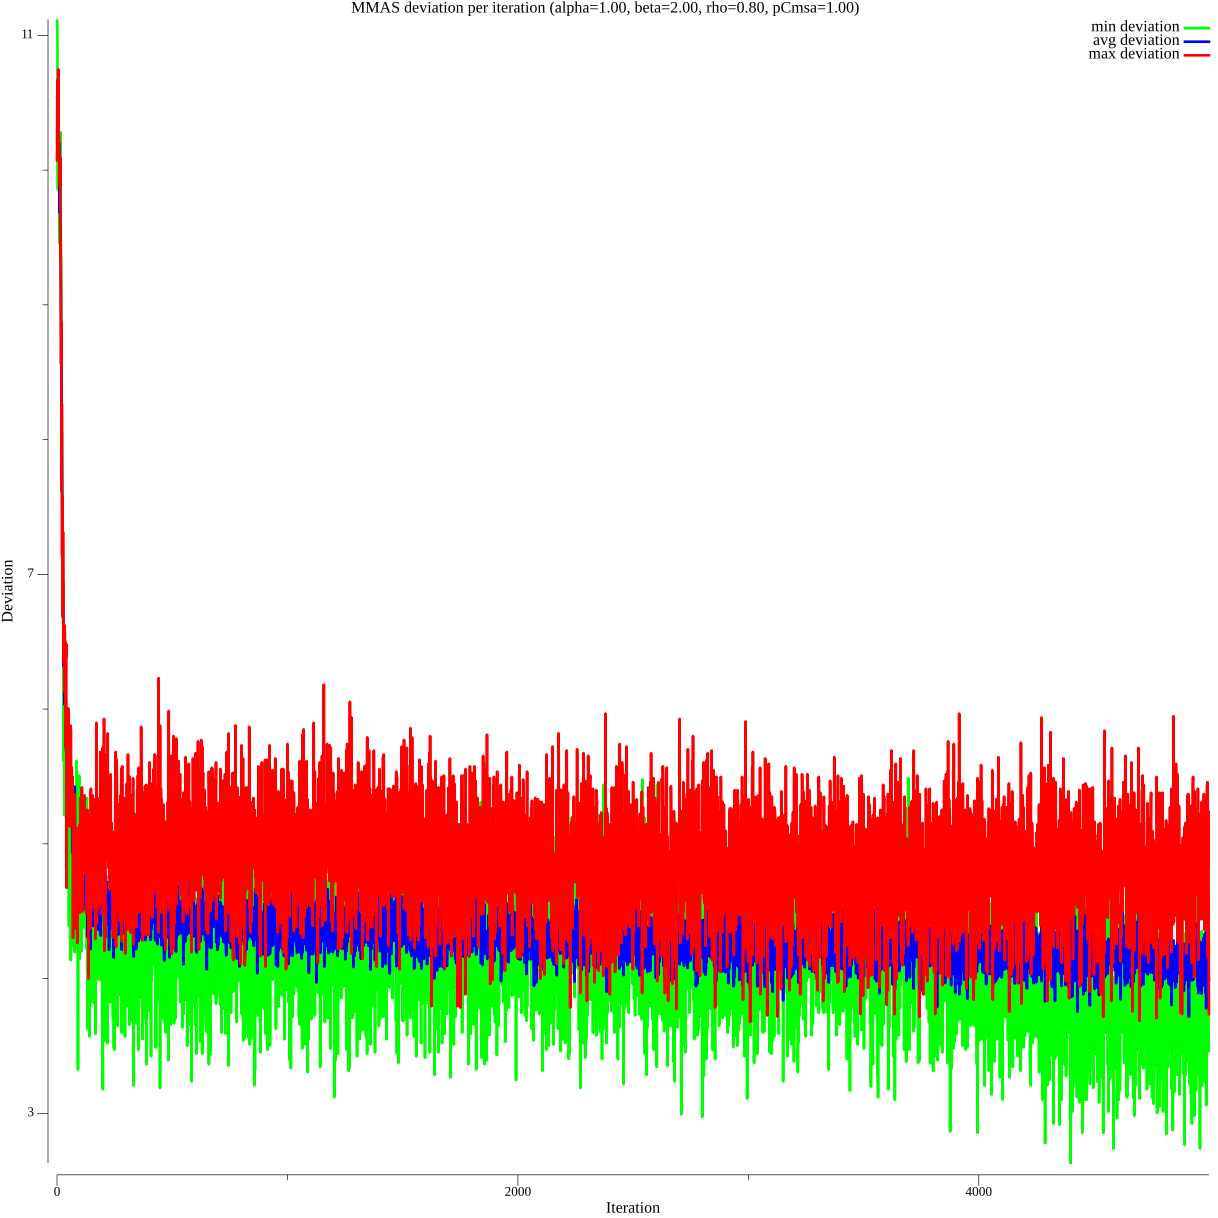 MMAS deviation per iteration (alpha=1.00, beta=2.00, rho=0.80, pCmsa=1.00)
min deviation
avg deviation
max deviation
11
7
3
Deviation
0
2000
4000
Iteration